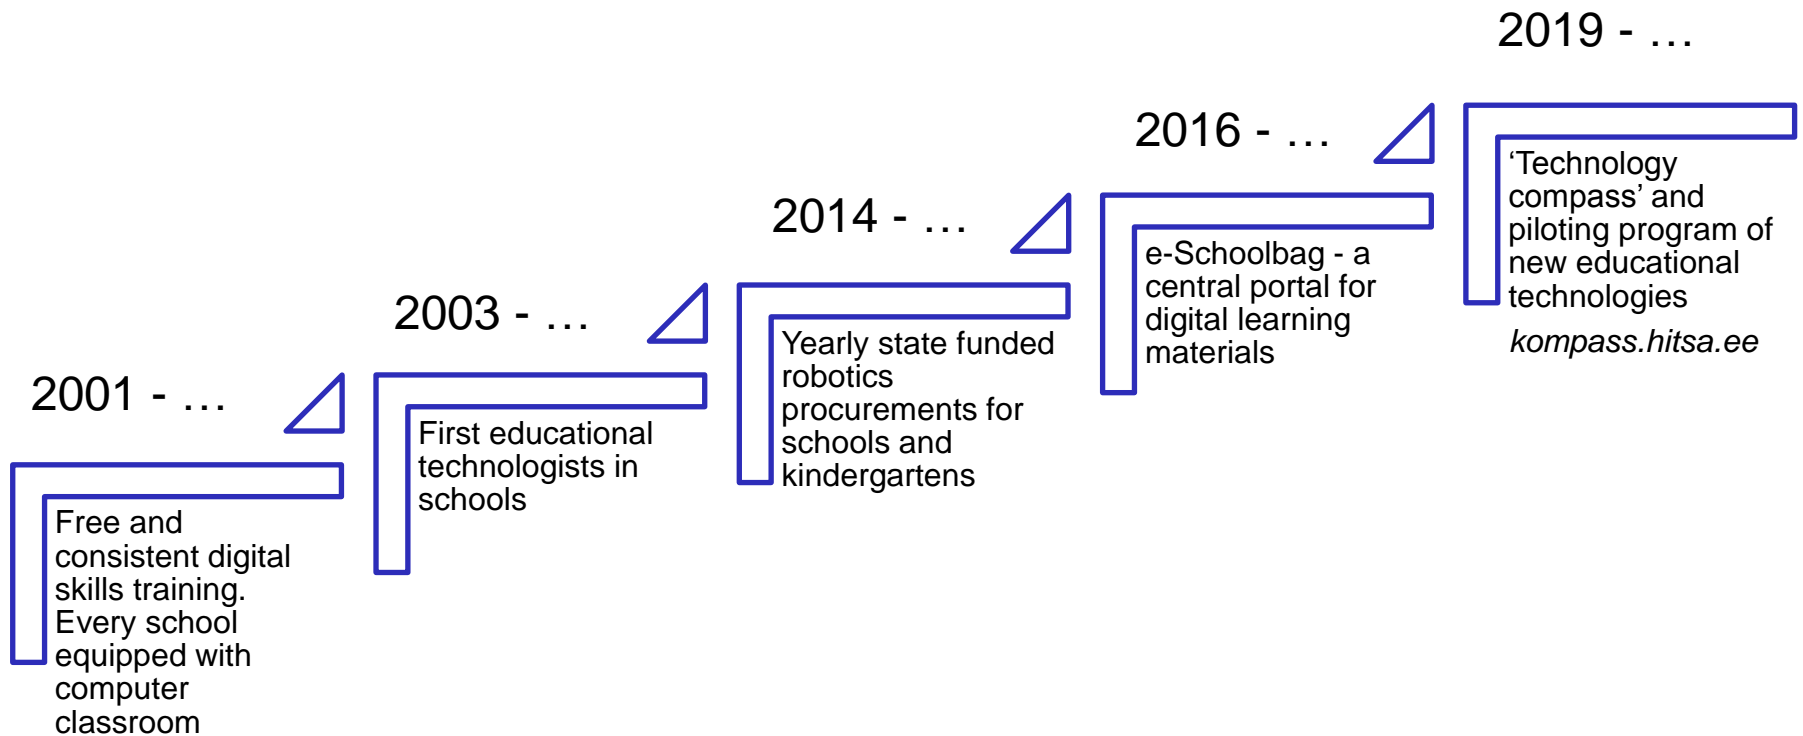 2001 - …
Free and
consistent digital
skills training.
Every school
equipped with
computer
classroom
2003 - …
First educational
technologists in
schools
2014 - …
Yearly state funded
robotics
procurements for
schools and
kindergartens
2016 - …
e-Schoolbag - a
central portal for
digital learning
materials
2019 - …
‘Technology
compass’ and
piloting program of
new educational
technologies
kompass.hitsa.ee